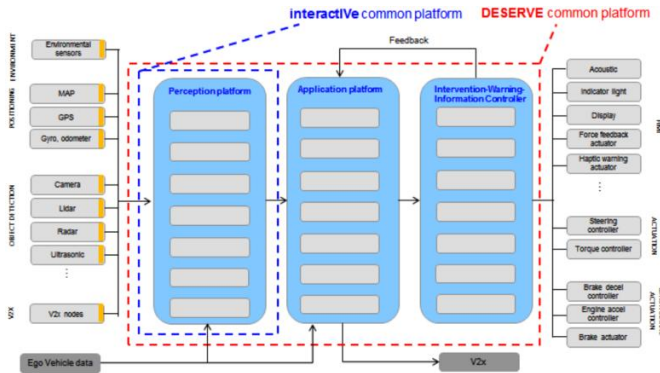 interactIVe common platform
DESERVE common platform
Feedback
ENVIRONMENT
Environmental
sensors
POSITIONING
MAP
GPS
Gyro, odometer
OBJECT DETECTION
Camera
Lidar
Radar
Ultrasonic
V2X
V2x nodes
Ego Vehicle data
Perception platform
Application platform
Intervention-Warning-
Information Controller
V2x
Acoustic
Indicator light
Display
Force feedback
actuator
Haptic warning
actuator
Steering
controller
Torque controller
ACTUATION
Brake decel
controller
Engine accel
controller
Brake actuator
ACTUATION